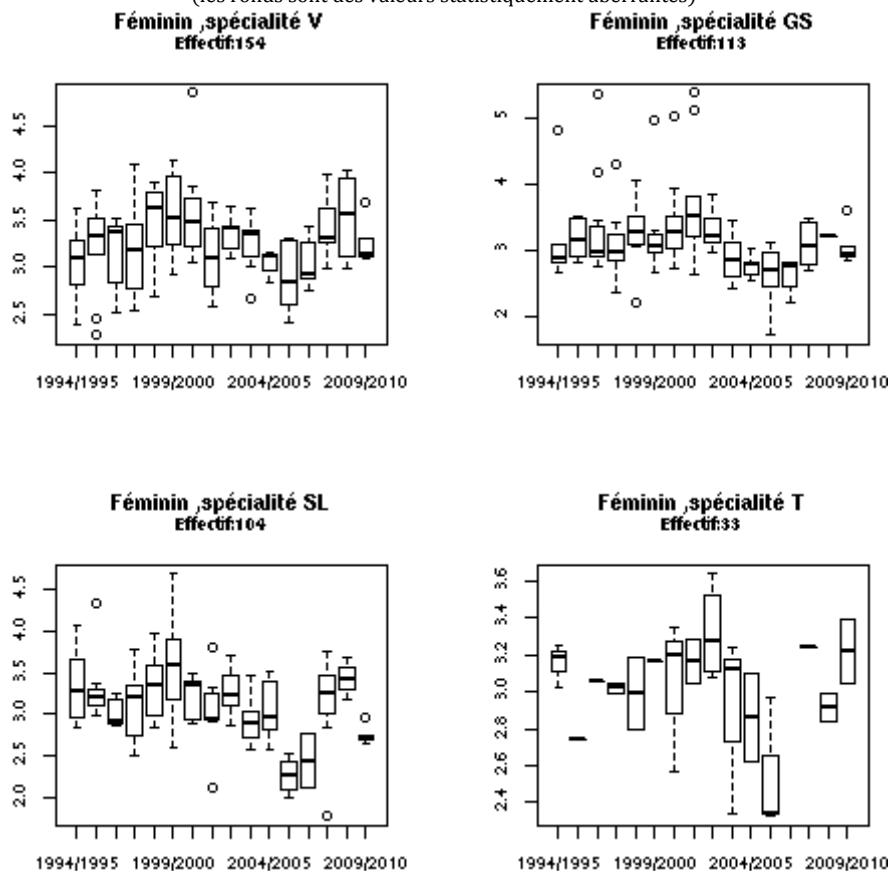 (les ronds sont des valeurs statistiquement aberrantes)
Féminin ,spécialité V
Effectif:154
4.5
4.0
3.5
3.0
2.5
1994/1995 1999/2000 2004/2005 2009/2010
Féminin ,spécialité GS
Effectif:113
5
4
3
2
1994/1995 1999/2000 2004/2005 2009/2010
Féminin ,spécialité SL
Effectif:104
4.5
4.0
3.5
3.0
2.5
2.0
1994/1995 1999/2000 2004/2005 2009/2010
Féminin ,spécialité T
Effectif:33
3.6
3.4
3.2
3.0
2.8
2.6
2.4
1994/1995 1999/2000 2004/2005 2009/2010